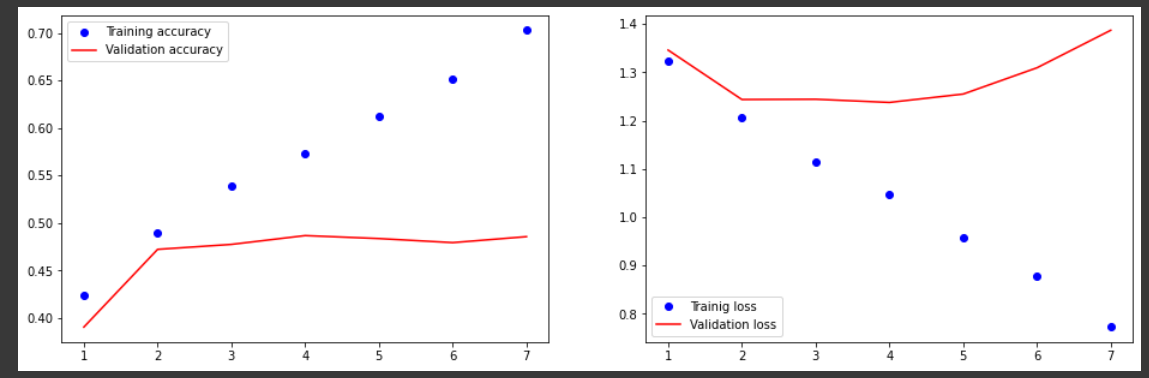 Training accuracy
Validation accuracy
0.70
0.65
0.60
0.55
0.50
0.45
0.40
1 2 3 4 5 6 7
1.4
1.3
1.2
1.1
1.0
0.9
0.8
Trainig loss
Validation loss
1 2 3 4 5 6 7